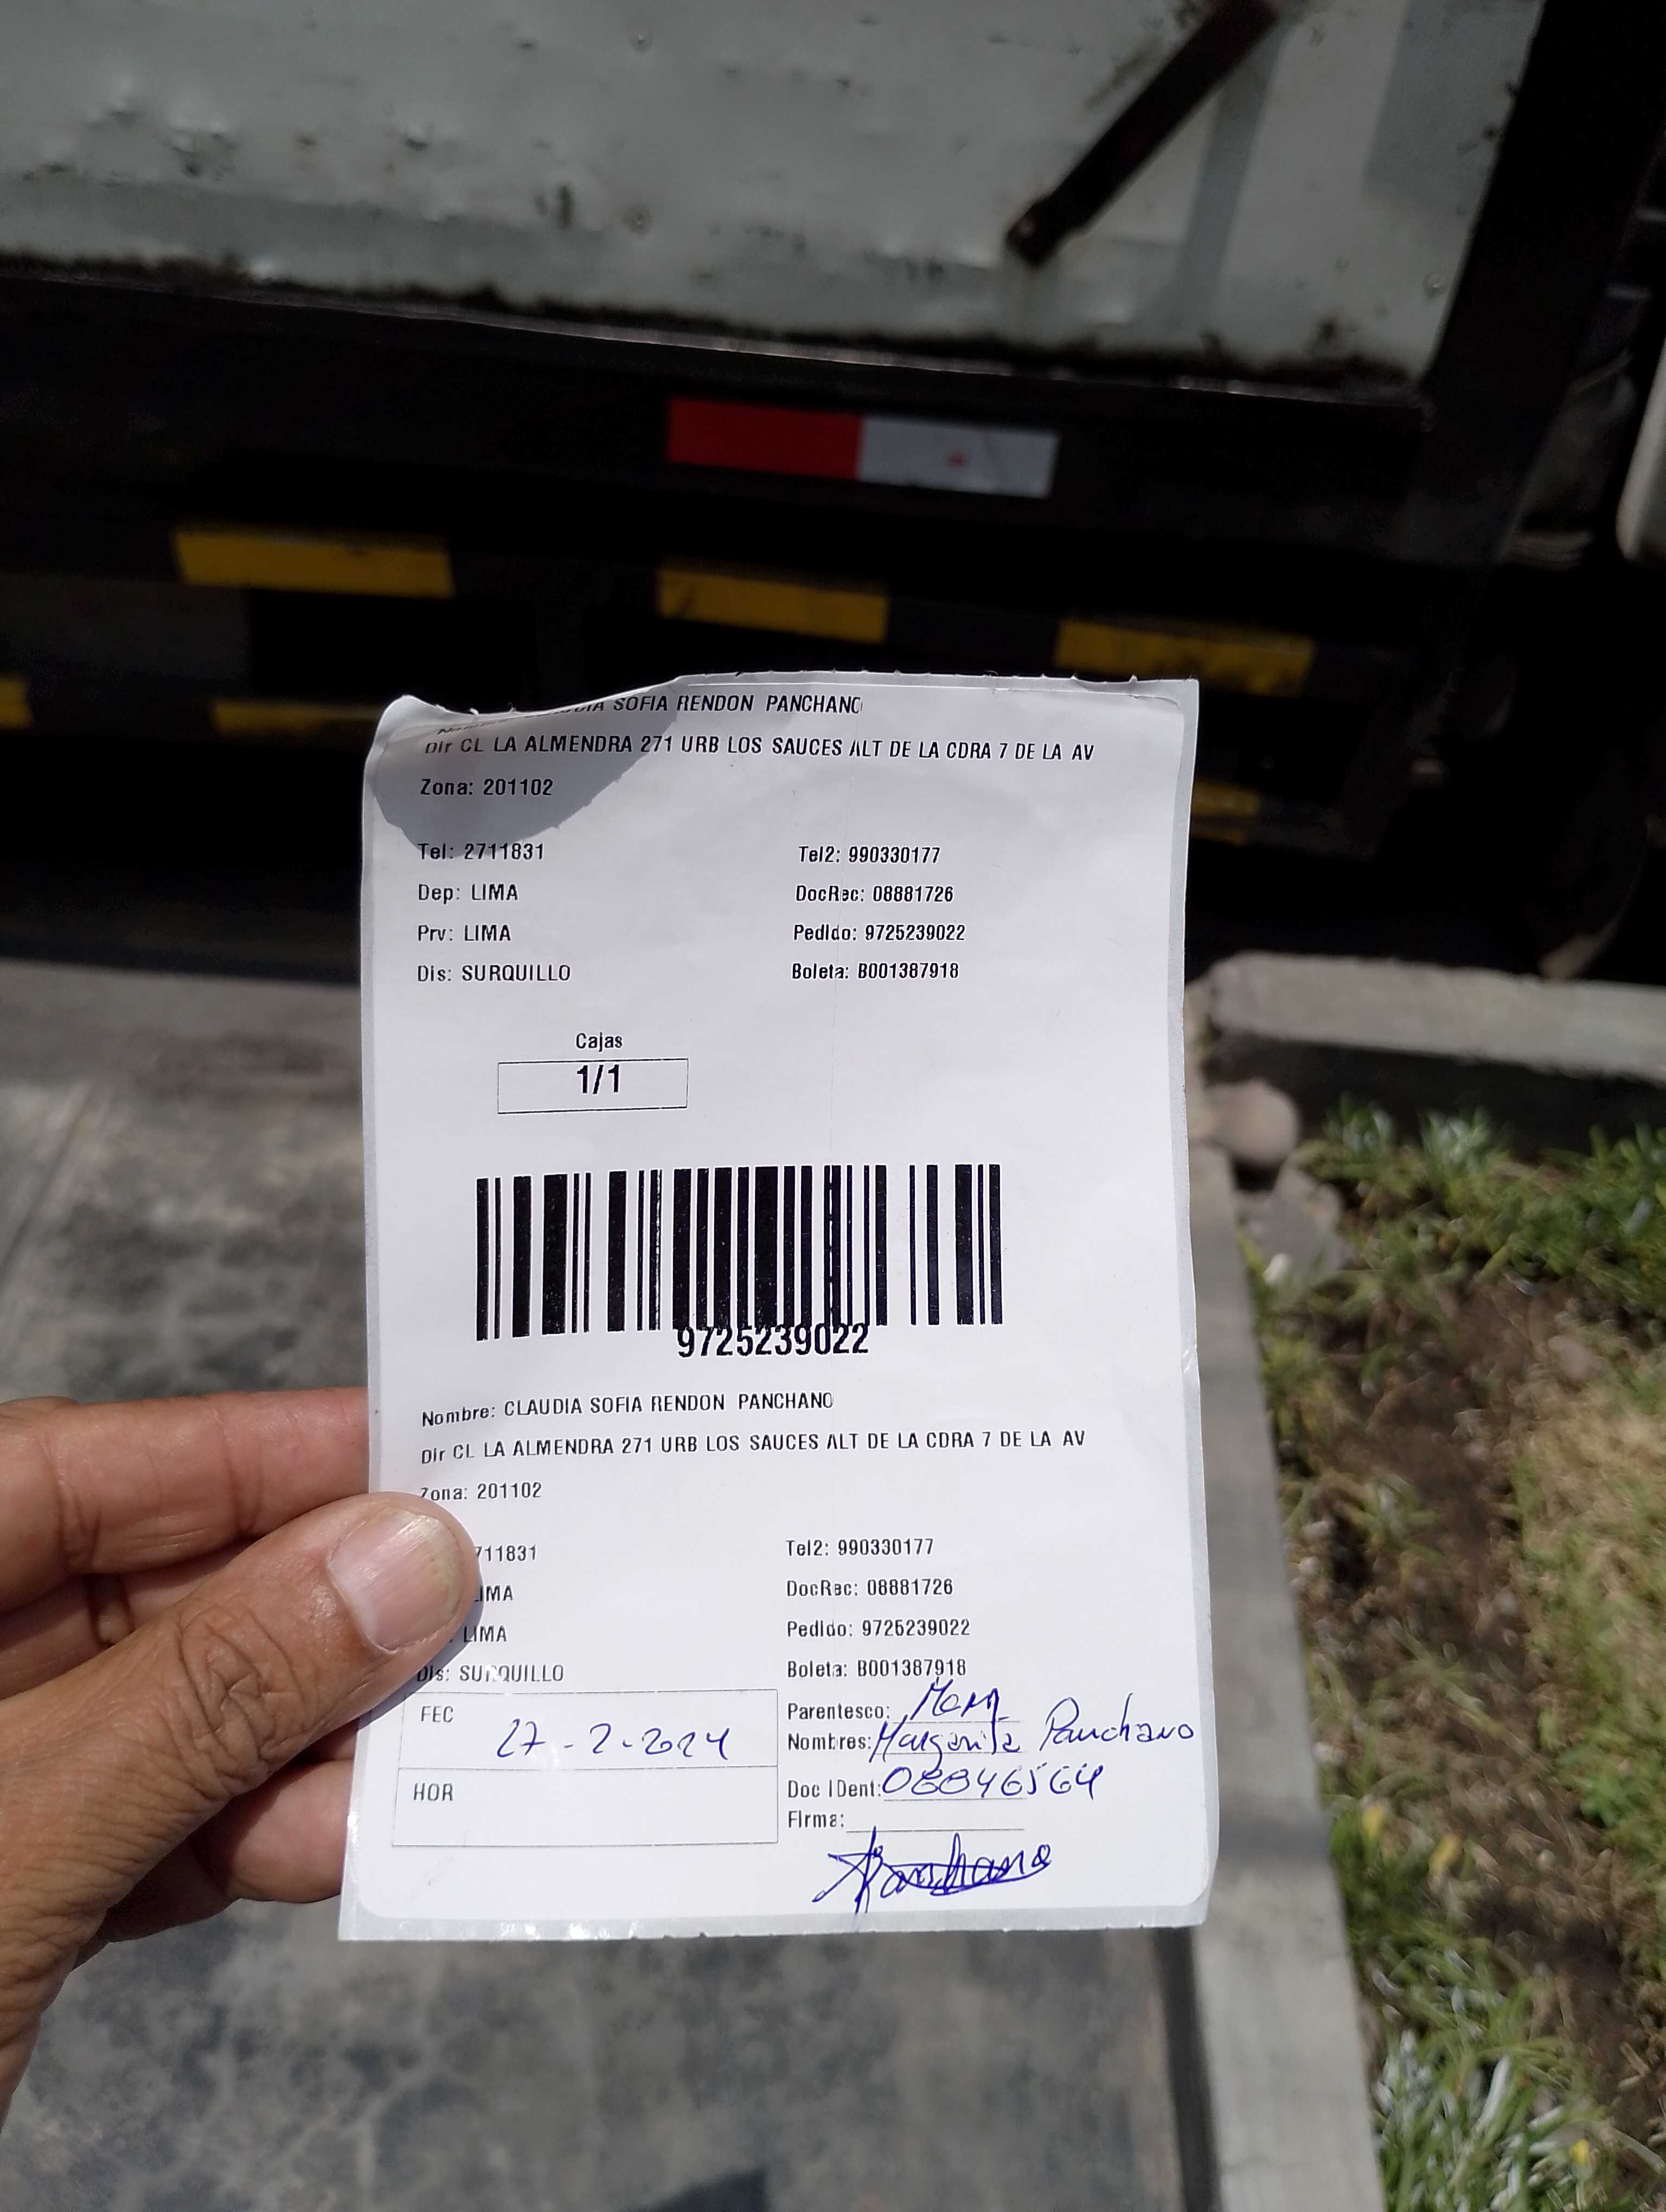 SOFIA RENDON PANCHANO
Dir CL LA ALMENDRA 271 URB LOS SAUCES ALT DE LA CDRA 7 DE LA AV
Zona: 201102
Tel: 2711831 Tel2: 990330177
Dep: LIMA DocRec: 08881726
Prv: LIMA Pedido: 9725239022
Dis: SURQUILLO Boleta: B001387918
Cajas
1/1
9725239022
Nombre: CLAUDIA SOFIA RENDON PANCHANO
Dir CL LA ALMENDRA 271 URB LOS SAUCES ALT DE LA CDRA 7 DE LA AV
Zona: 201102
711831 Tel2: 990330177
LIMA DocRec: 08881726
LIMA Pedido: 9725239022
Dis: SURQUILLO Boleta: B001387918
FEC 27-2-2024
HOR
Parentesco: Mamá
Nombres: Margarita Panchano
Doc IDent: 08846564
Firma:
Panchano